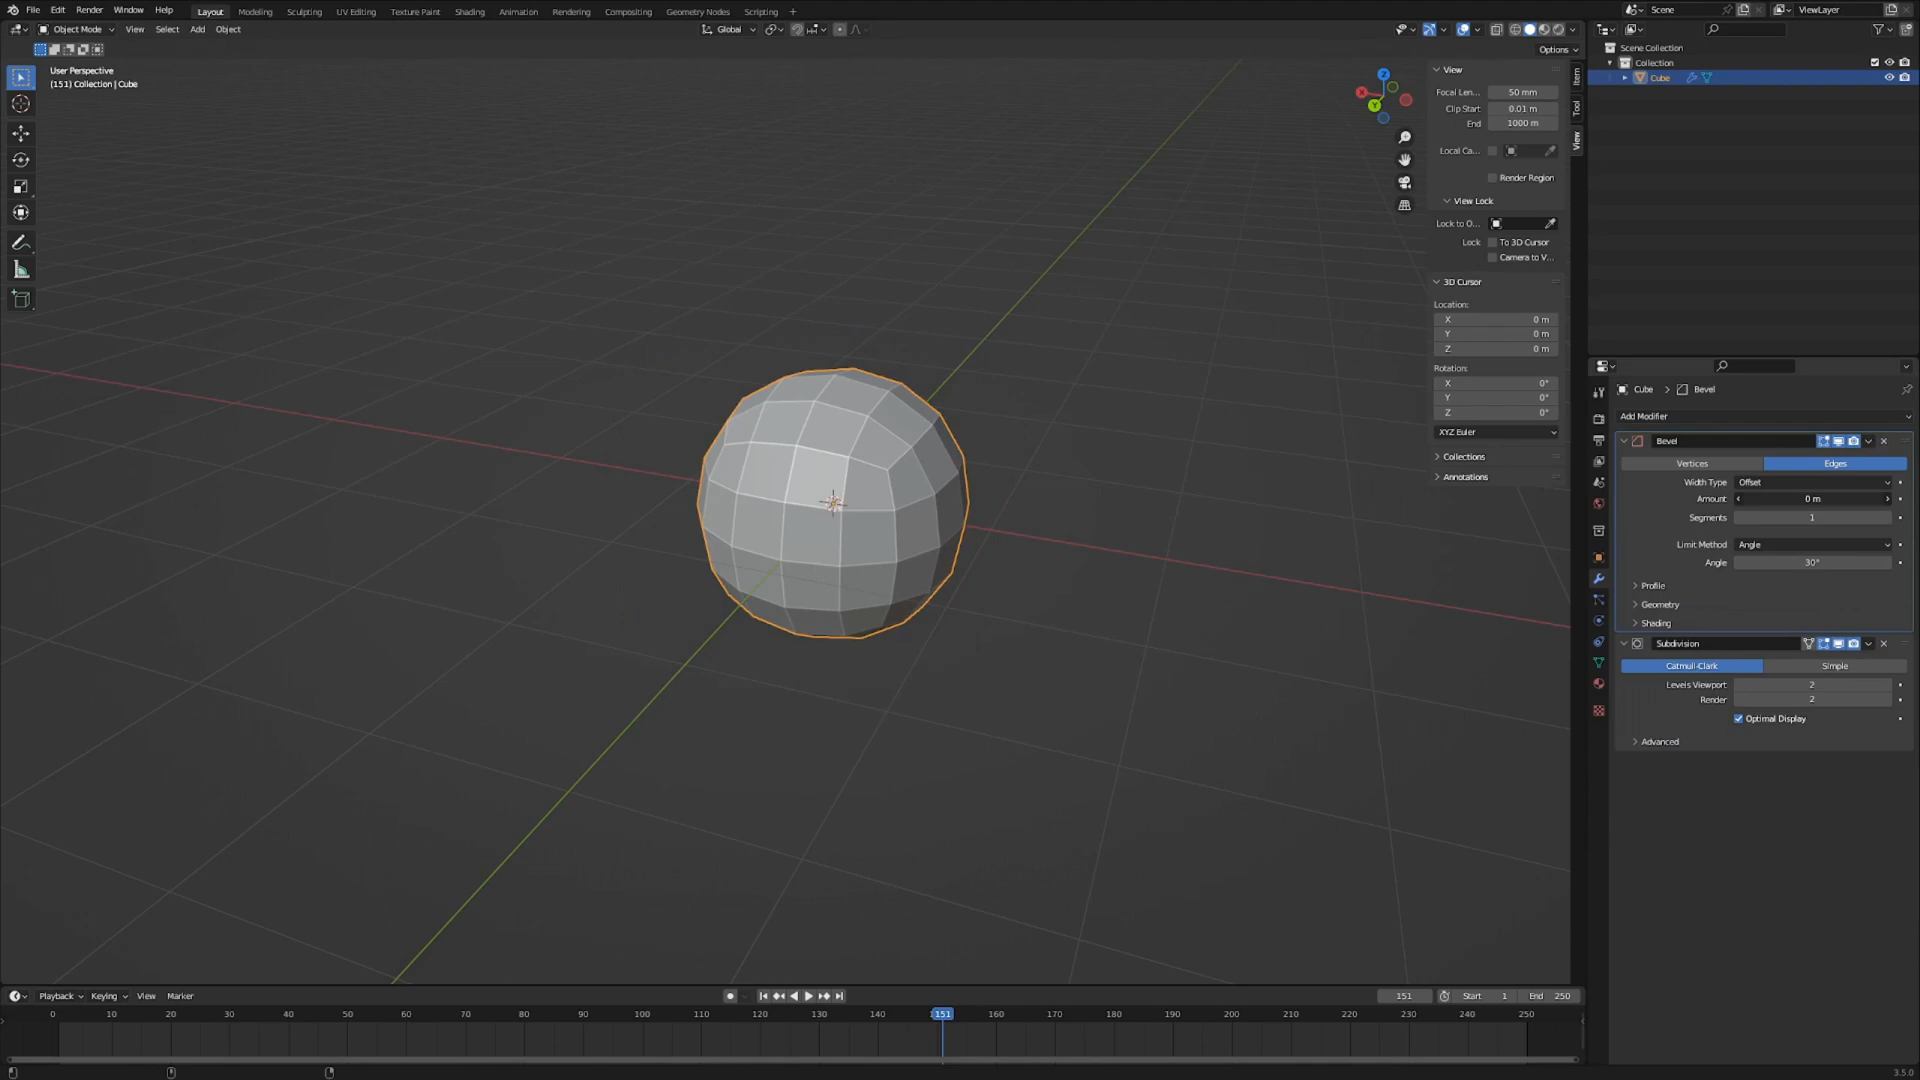 File Edit Render Window Help Layout Modeling Sculpting UV Editing Texture Paint Shading Animation Rendering Compositing Geometry Nodes Scripting + Scene ViewLayer
Object Mode View Select Add Object Global
Options
User Perspective
(151) Collection | Cube
Scene Collection
Collection
Cube
Z
X
Y
View
Focal Len... 50 mm
Clip Start 0.01 m
End 1000 m
Local Ca...
Render Region
View Lock
Lock to O...
Lock To 3D Cursor
Camera to V...
3D Cursor
Location:
X 0 m
Y 0 m
Z 0 m
Rotation:
X 0°
Y 0°
Z 0°
XYZ Euler
Collections
Annotations
Item
Tool
View
Cube > Bevel
Add Modifier
Bevel
Vertices Edges
Width Type Offset
Amount 0 m
Segments 1
Limit Method Angle
Angle 30°
Profile
Geometry
Shading
Subdivision
Catmull-Clark Simple
Levels Viewport 2
Render 2
Optimal Display
Advanced
Playback Keying View Marker 151 Start 1 End 250
0 10 20 30 40 50 60 70 80 90 100 110 120 130 140 151 160 170 180 190 200 210 220 230 240 250
3.5.0